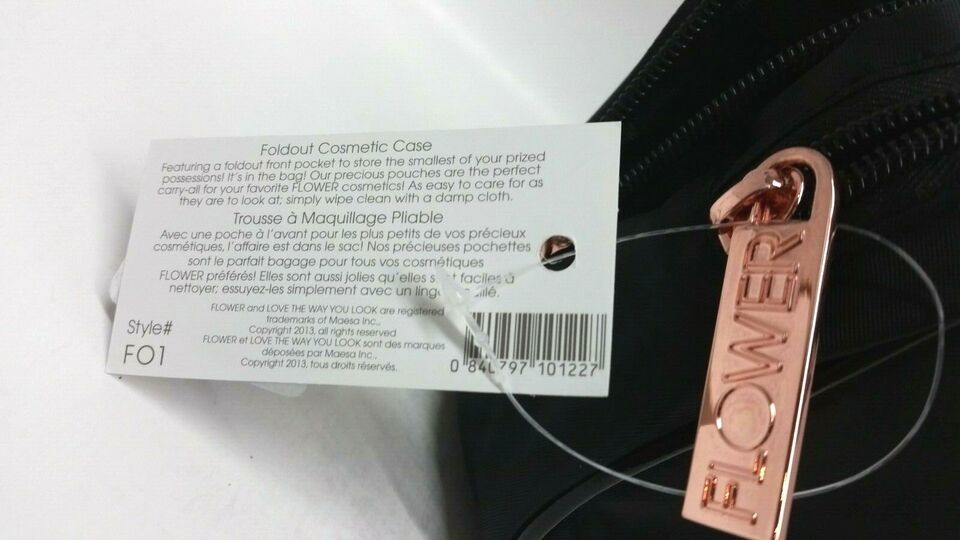 Foldout Cosmetic Case
Featuring a foldout front pocket to store the smallest of your prized
possessions! It's in the bag! Our precious pouches are the perfect
carry-all for your favorite FLOWER cosmetics! As easy to care for as
they are to look at; simply wipe clean with a damp cloth.
Trousse à Maquillage Pliable
Avec une poche à l'avant pour les plus petits de vos précieux
cosmétiques, l'affaire est dans le sac! Nos précieuses pochettes
sont le parfait bagage pour tous vos cosmétiques
FLOWER préférés! Elles sont aussi jolies qu'elles sont faciles à
nettoyer; essuyez-les simplement avec un
FLOWER and LOVE THE WAY YOU LOOK are registered
trademarks of Maesa Inc.,
Copyright 2013, all rights reserved
FLOWER et LOVE THE WAY YOU LOOK sont des marques
déposées par Maesa Inc.,
Copyright 2013, tous droits réservés.
Style#
FO1
0 840797 101227
FLOWER